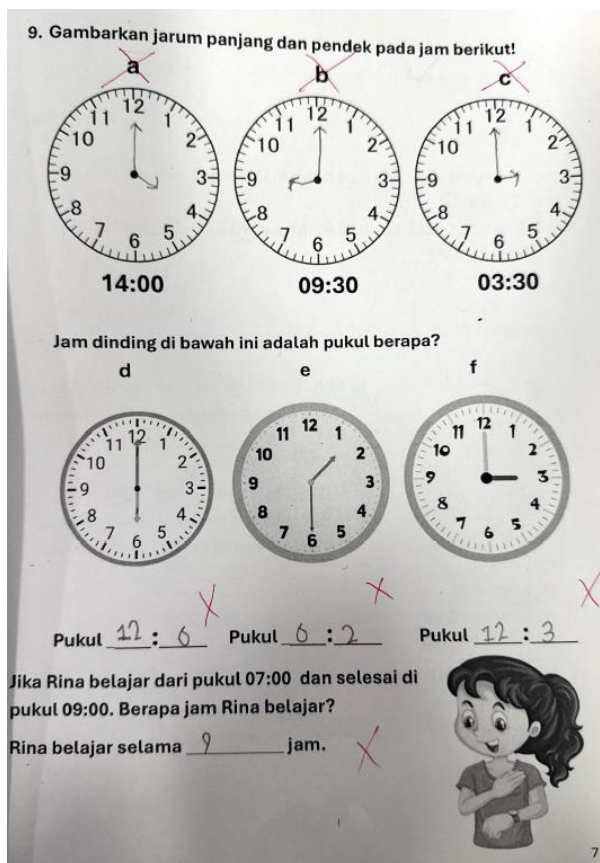 9. Gambarkan jarum panjang dan pendek pada jam berikut!
a b c
12 1 2 3 4 5 6 7 8 9 10 11
12 1 2 3 4 5 6 7 8 9 10 11
12 1 2 3 4 5 6 7 8 9 10 11
14:00 09:30 03:30
Jam dinding di bawah ini adalah pukul berapa?
d e f
12 1 2 3 4 5 6 7 8 9 10 11
12 1 2 3 4 5 6 7 8 9 10 11
12 1 2 3 4 5 6 7 8 9 10 11
Pukul 12 : 6 Pukul 6 : 2 Pukul 12 : 3
Jika Rina belajar dari pukul 07:00 dan selesai di
pukul 09:00. Berapa jam Rina belajar?
Rina belajar selama 9 jam.
7